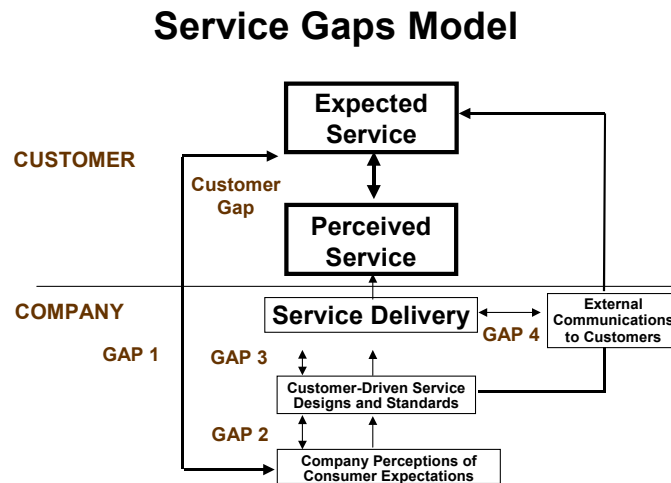 Service Gaps Model
Expected
Service
CUSTOMER
Customer
Gap
Perceived
Service
COMPANY
Service Delivery
External
Communications
to Customers
GAP 4
GAP 1
GAP 3
Customer-Driven Service
Designs and Standards
GAP 2
Company Perceptions of
Consumer Expectations